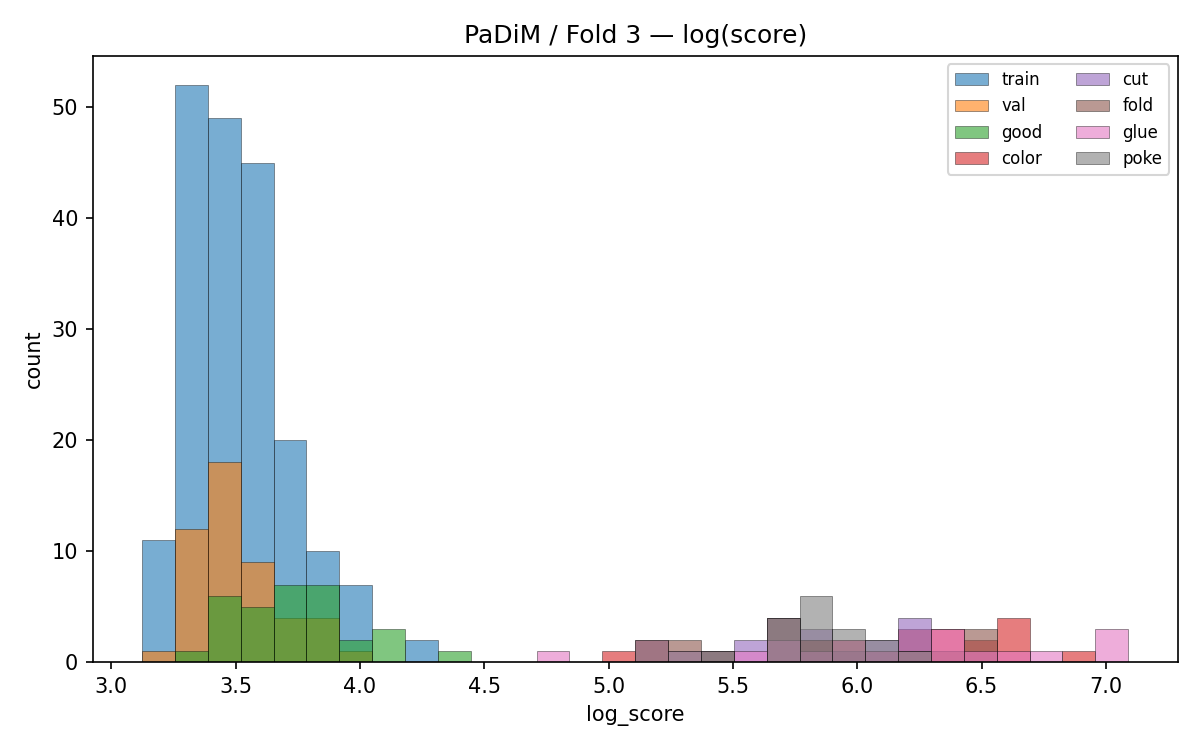 PaDiM / Fold 3 — log(score)
train
val
good
color
cut
fold
glue
poke
count
50
40
30
20
10
0
3.0 3.5 4.0 4.5 5.0 5.5 6.0 6.5 7.0
log_score